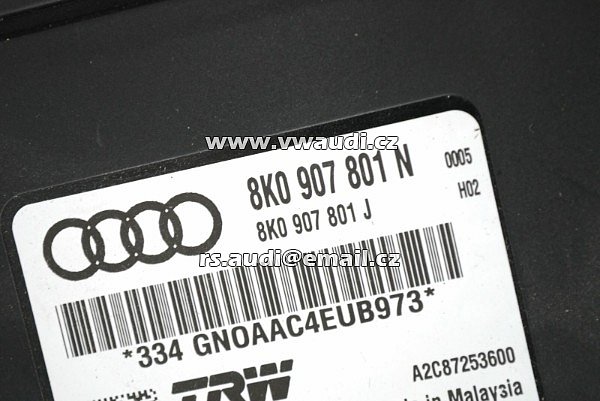 www.vwaudi.cz
8K0 907 801 N
0005
8K0 907 801 J
H02
rs.audi@email.cz
*334 GN0AAC4EUB973*
TRW
A2C87253600
in Malaysia